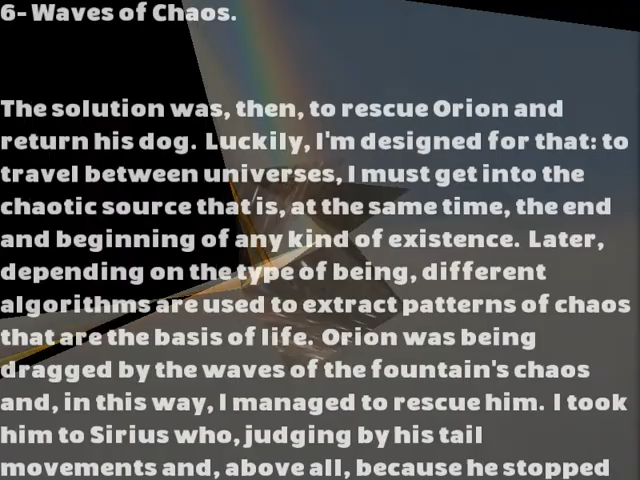 6- Waves of Chaos.
The solution was, then, to rescue Orion and
return his dog. Luckily, I'm designed for that: to
travel between universes, I must get into the
chaotic source that is, at the same time, the end
and beginning of any kind of existence. Later,
depending on the type of being, different
algorithms are used to extract patterns of chaos
that are the basis of life. Orion was being
dragged by the waves of the fountain's chaos
and, in this way, I managed to rescue him. I took
him to Sirius who, judging by his tail
movements and, above all, because he stopped